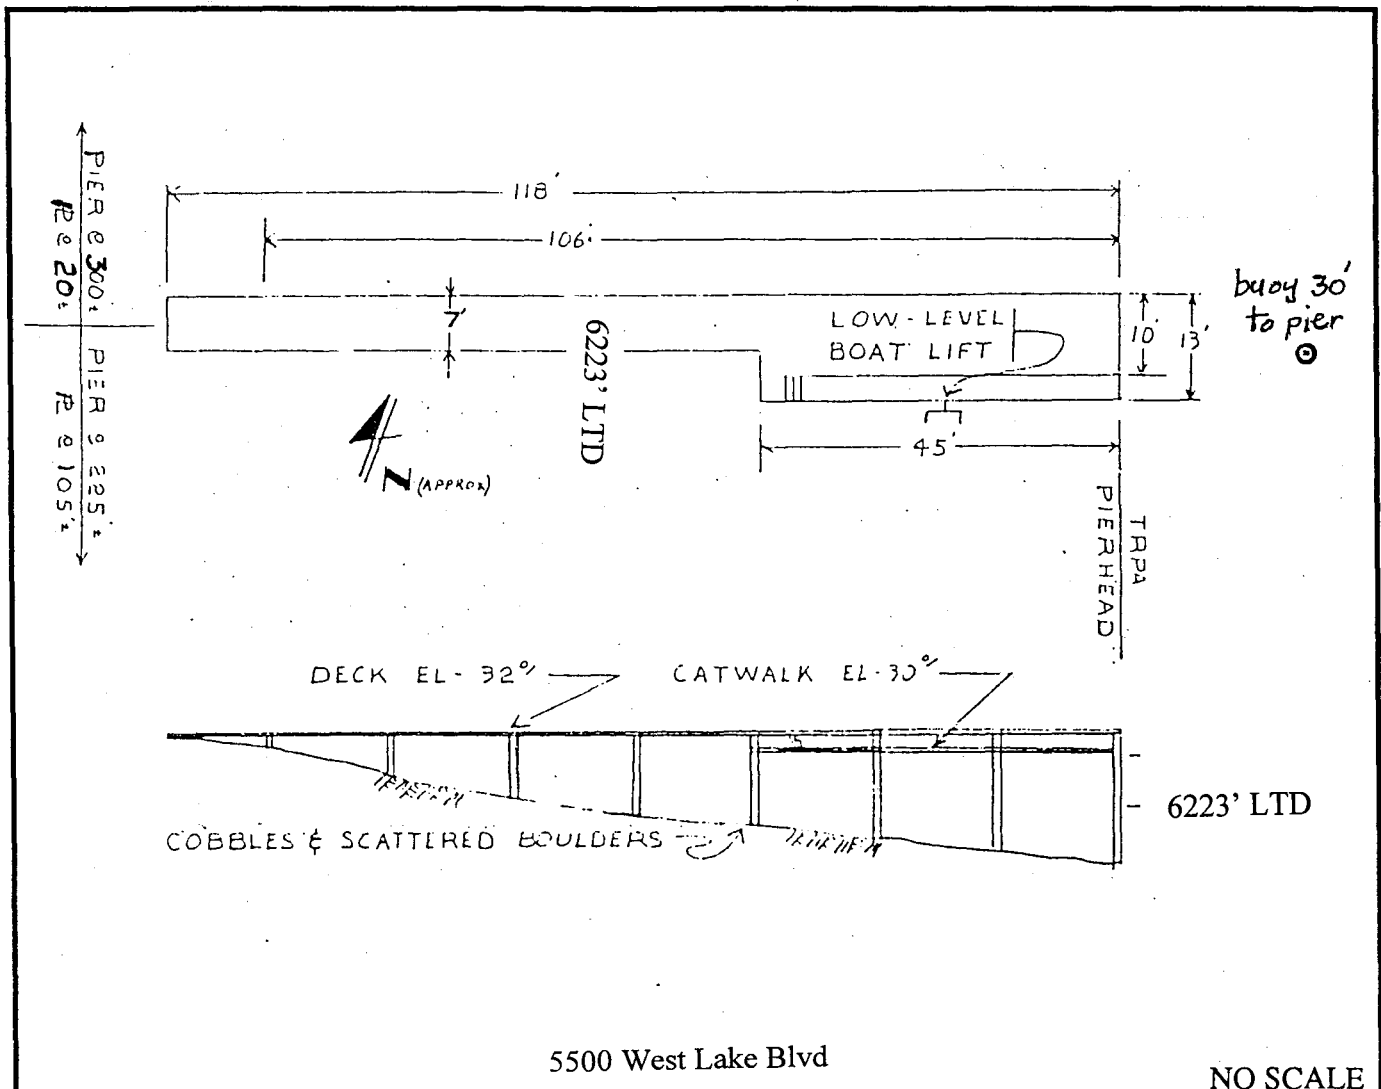 118'
106'
PIER @ 300'±
PL @ 20'±
PIER @ 225'±
PL @ 105'±
7'
6223' LTD
LOW-LEVEL
BOAT LIFT
10'
13'
buoy 30'
to pier
45'
N (APPROX)
TRPA
PIERHEAD
DECK EL-32
CATWALK EL-30
6223' LTD
COBBLES & SCATTERED BOULDERS
5500 West Lake Blvd
NO SCALE